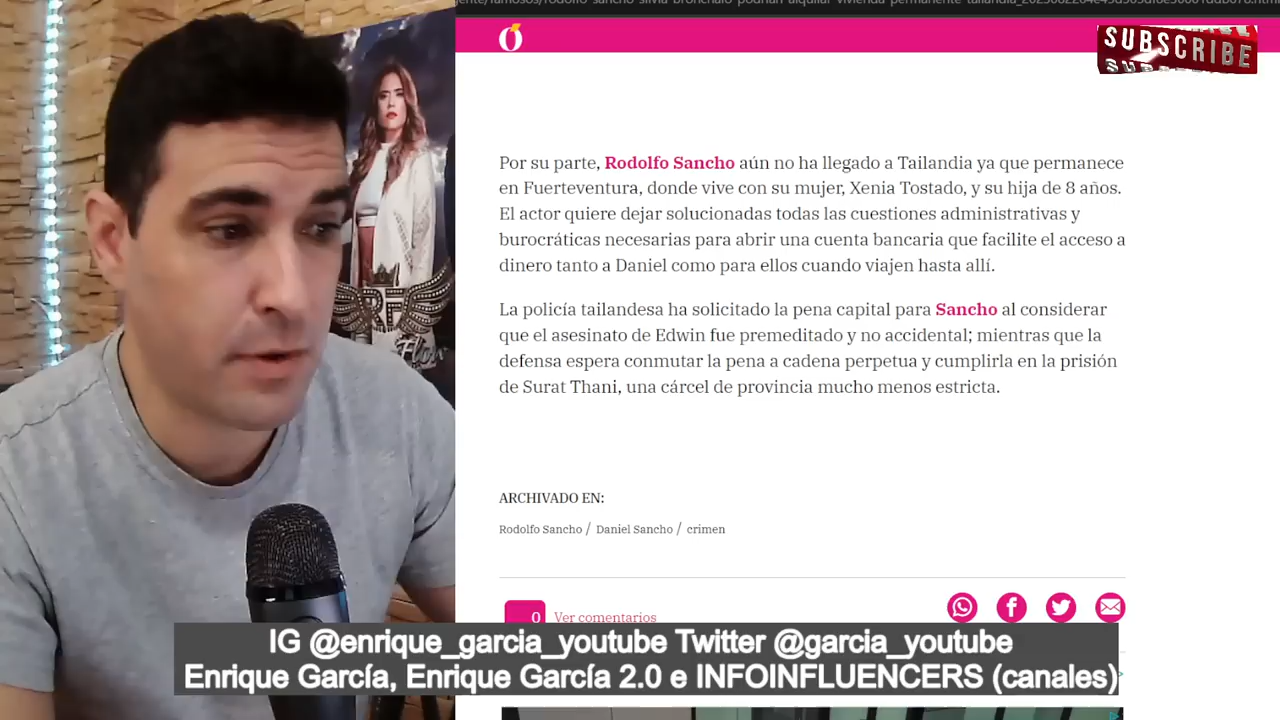 SUBSCRIBE
Por su parte, Rodolfo Sancho aún no ha llegado a Tailandia ya que permanece
en Fuerteventura, donde vive con su mujer, Xenia Tostado, y su hija de 8 años.
El actor quiere dejar solucionadas todas las cuestiones administrativas y
burocráticas necesarias para abrir una cuenta bancaria que facilite el acceso a
dinero tanto a Daniel como para ellos cuando viajen hasta allí.
La policía tailandesa ha solicitado la pena capital para Sancho al considerar
que el asesinato de Edwin fue premeditado y no accidental; mientras que la
defensa espera conmutar la pena a cadena perpetua y cumplirla en la prisión
de Surat Thani, una cárcel de provincia mucho menos estricta.
ARCHIVADO EN:
Rodolfo Sancho / Daniel Sancho / crimen
0 Ver comentarios
IG @enrique_garcia_youtube Twitter @garcia_youtube
Enrique García, Enrique García 2.0 e INFOINFLUENCERS (canales)